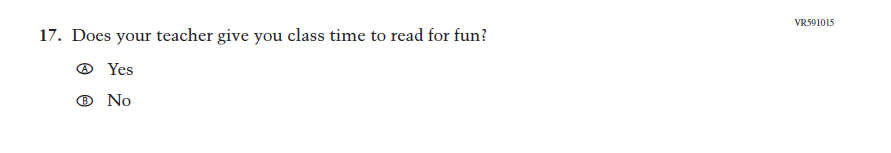 VR591015
17. Does your teacher give you class time to read for fun?
Ⓐ Yes
Ⓑ No